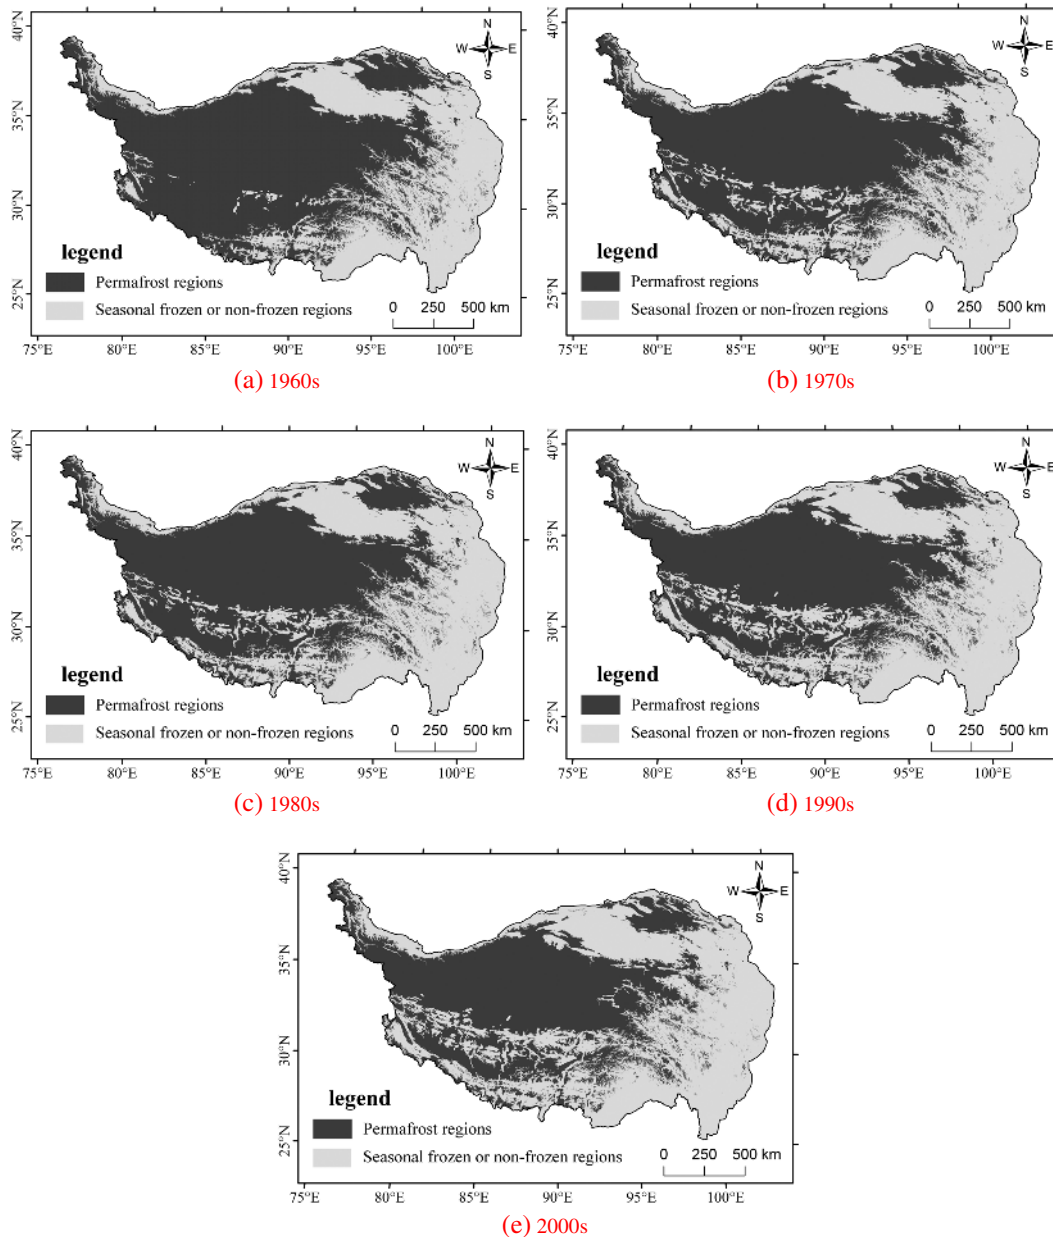 40°N
35°N
30°N
25°N
N
W E
S
legend
Permafrost regions
Seasonal frozen or non-frozen regions
0 250 500 km
75°E 80°E 85°E 90°E 95°E 100°E
(a) 1960s
40°N
35°N
30°N
25°N
N
W E
S
legend
Permafrost regions
Seasonal frozen or non-frozen regions
0 250 500 km
75°E 80°E 85°E 90°E 95°E 100°E
(b) 1970s
40°N
35°N
30°N
25°N
N
W E
S
legend
Permafrost regions
Seasonal frozen or non-frozen regions
0 250 500 km
75°E 80°E 85°E 90°E 95°E 100°E
(c) 1980s
40°N
35°N
30°N
25°N
N
W E
S
legend
Permafrost regions
Seasonal frozen or non-frozen regions
0 250 500 km
75°E 80°E 85°E 90°E 95°E 100°E
(d) 1990s
40°N
35°N
30°N
25°N
N
W E
S
legend
Permafrost regions
Seasonal frozen or non-frozen regions
0 250 500 km
75°E 80°E 85°E 90°E 95°E 100°E
(e) 2000s